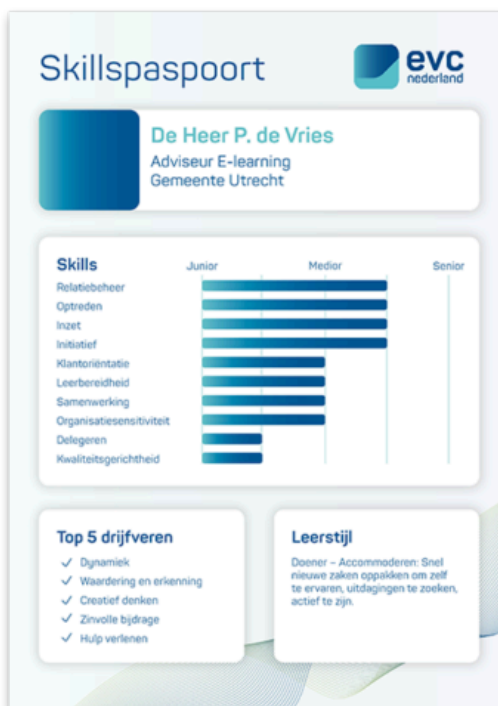 Skillspaspoort
evc
nederland
De Heer P. de Vries
Adviseur E-learning
Gemeente Utrecht
Skills
Junior Medior Senior
Relatiebeheer
Optreden
Inzet
Initiatief
Klantoriëntatie
Leerbereidheid
Samenwerking
Organisatiesensitiviteit
Delegeren
Kwaliteitsgerichtheid
Top 5 drijfveren
Dynamiek
Waardering en erkenning
Creatief denken
Zinvolle bijdrage
Hulp verlenen
Leerstijl
Doener – Accommoderen: Snel
nieuwe zaken oppakken om zelf
te ervaren, uitdagingen te zoeken,
actief te zijn.